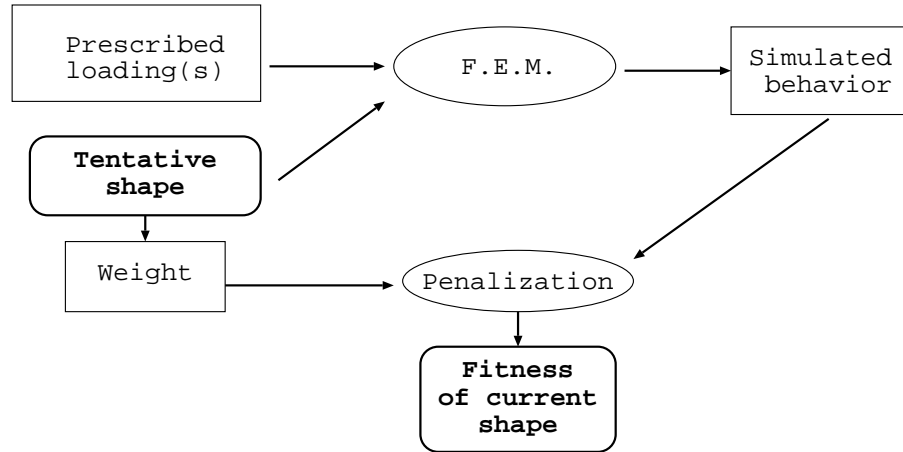 Prescribed
loading(s)
F.E.M.
Simulated
behavior
Tentative
shape
Weight
Penalization
Fitness
of current
shape